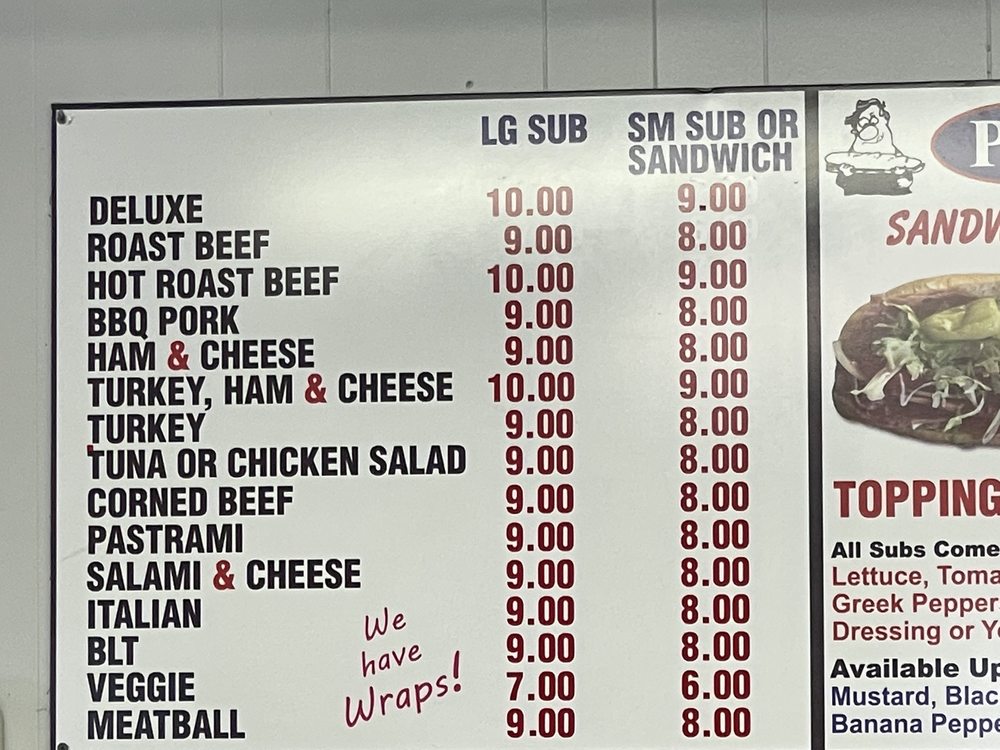 LG SUB SM SUB OR
SANDWICH
DELUXE 10.00 9.00
ROAST BEEF 9.00 8.00
HOT ROAST BEEF 10.00 9.00
BBQ PORK 9.00 8.00
HAM & CHEESE 9.00 8.00
TURKEY, HAM & CHEESE 10.00 9.00
TURKEY 9.00 8.00
TUNA OR CHICKEN SALAD 9.00 8.00
CORNED BEEF 9.00 8.00
PASTRAMI 9.00 8.00
SALAMI & CHEESE 9.00 8.00
ITALIAN 9.00 8.00
BLT 9.00 8.00
VEGGIE 7.00 6.00
MEATBALL 9.00 8.00
We
have
Wraps!
P
SANDW
TOPPING
All Subs Come
Lettuce, Toma
Greek Pepper
Dressing or Y
Available Up
Mustard, Blac
Banana Peppe